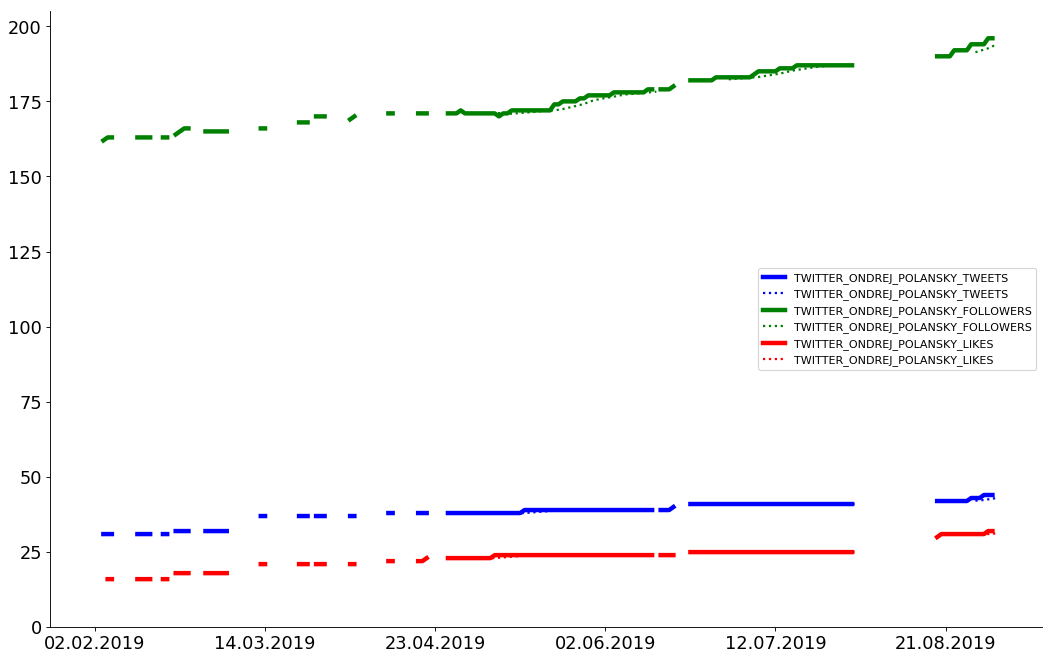 200
175
150
125
100
75
50
25
0
TWITTER_ONDREJ_POLANSKY_TWEETS
TWITTER_ONDREJ_POLANSKY_TWEETS
TWITTER_ONDREJ_POLANSKY_FOLLOWERS
TWITTER_ONDREJ_POLANSKY_FOLLOWERS
TWITTER_ONDREJ_POLANSKY_LIKES
TWITTER_ONDREJ_POLANSKY_LIKES
02.02.2019 14.03.2019 23.04.2019 02.06.2019 12.07.2019 21.08.2019